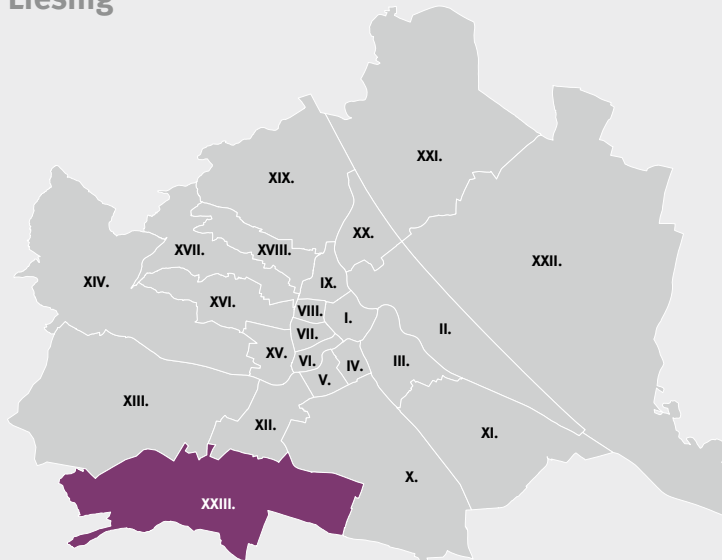 Liesing
XXI.
XIX.
XX.
XVII.
XVIII.
XXII.
XIV.
IX.
XVI.
VIII.
I.
II.
VII.
XV.
VI.
IV.
III.
V.
XIII.
XII.
XI.
X.
XXIII.